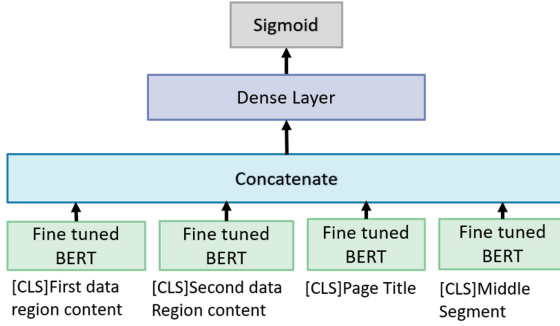 Sigmoid
Dense Layer
Concatenate
Fine tuned
BERT
Fine tuned
BERT
Fine tuned
BERT
Fine tuned
BERT
[CLS]First data
region content
[CLS]Second data
Region content
[CLS]Page Title
[CLS]Middle
Segment